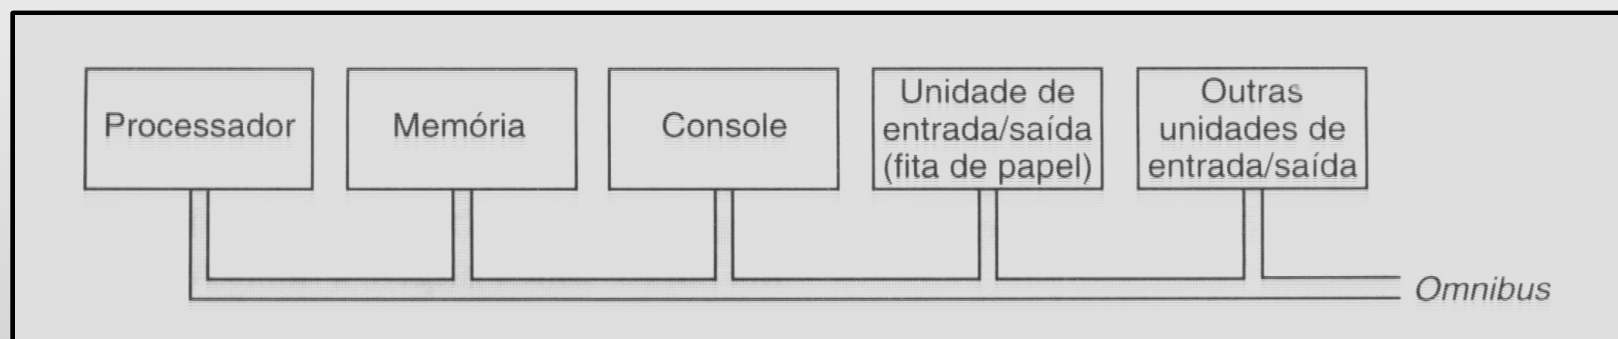 Processador
Memória
Console
Unidade de
entrada/saída
(fita de papel)
Outras
unidades de
entrada/saída
Omnibus